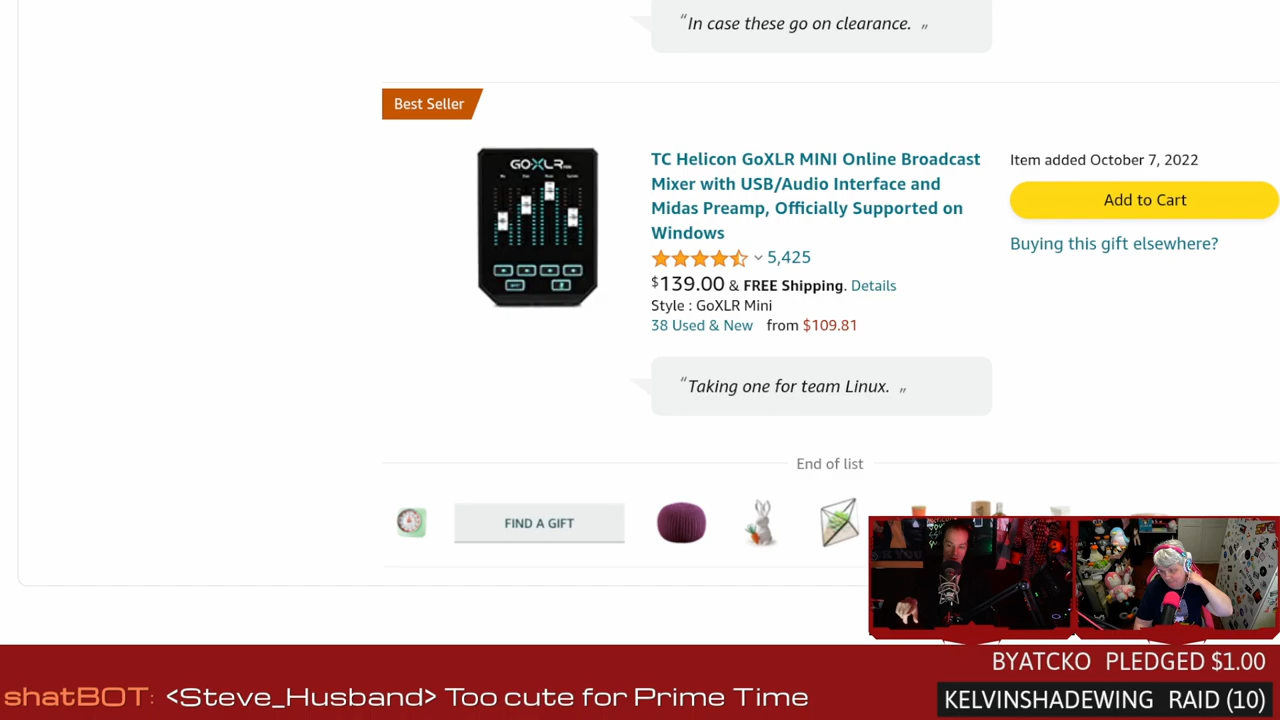 “In case these go on clearance. ”
Best Seller
GOXLR MINI
TC Helicon GoXLR MINI Online Broadcast
Mixer with USB/Audio Interface and
Midas Preamp, Officially Supported on
Windows
5,425
$139.00 & FREE Shipping. Details
Style : GoXLR Mini
38 Used & New from $109.81
Item added October 7, 2022
Add to Cart
Buying this gift elsewhere?
“Taking one for team Linux. ”
End of list
FIND A GIFT
BYATCKO PLEDGED $1.00
shatBOT: <Steve_Husband> Too cute for Prime Time
KELVINSHADEWING RAID (10)